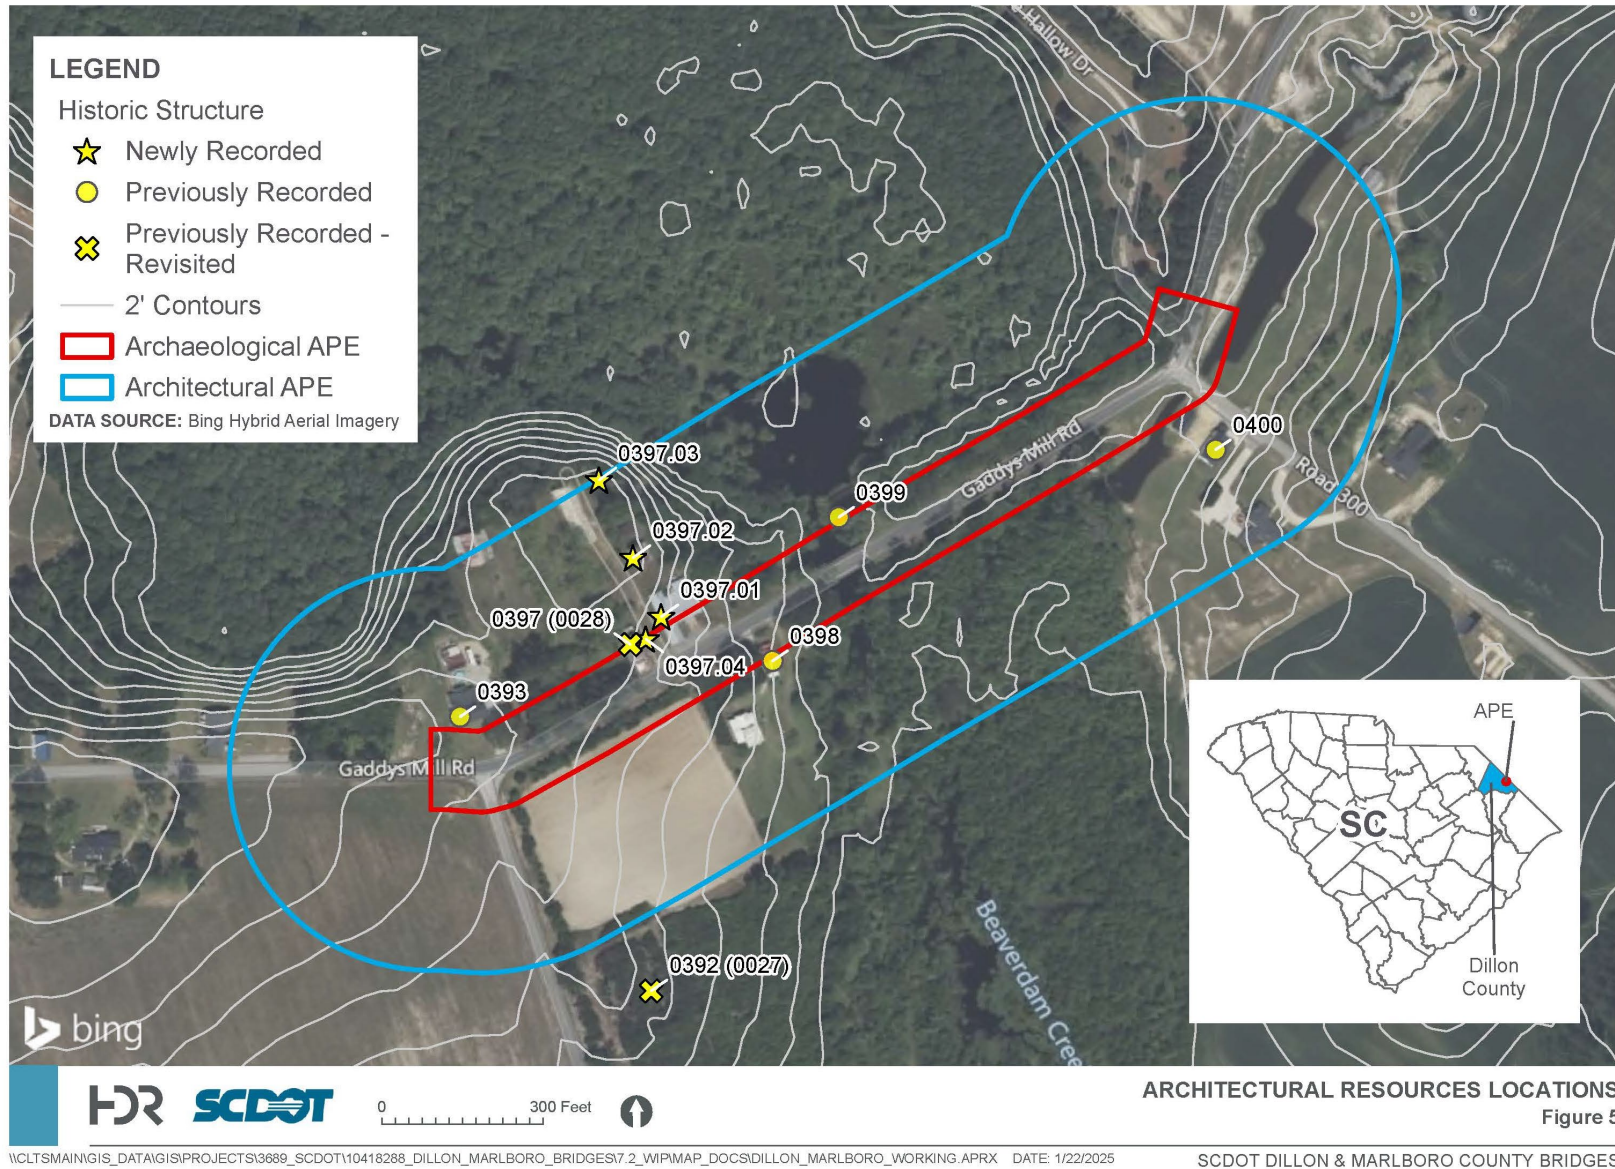 LEGEND
Historic Structure
Newly Recorded
Previously Recorded
Previously Recorded -
Revisited
2' Contours
Archaeological APE
Architectural APE
DATA SOURCE: Bing Hybrid Aerial Imagery
Hallow Dr
0400
0397.03
Gaddys Mill Rd
Road 300
0399
0397.02
0397.01
0397 (0028)
0398
0397.04
0393
Gaddys Mill Rd
APE
SC
Dillon
County
0392 (0027)
Beaverdam Cree
bing
HDR
SCDOT
0 300 Feet
ARCHITECTURAL RESOURCES LOCATIONS
Figure 5
\\CLTSMAIN\GIS_DATA\GIS\PROJECTS\3689_SCDOT\10418288_DILLON_MARLBORO_BRIDGES\7.2_WIP\MAP_DOCS\DILLON_MARLBORO_WORKING.APRX DATE: 1/22/2025
SCDOT DILLON & MARLBORO COUNTY BRIDGES